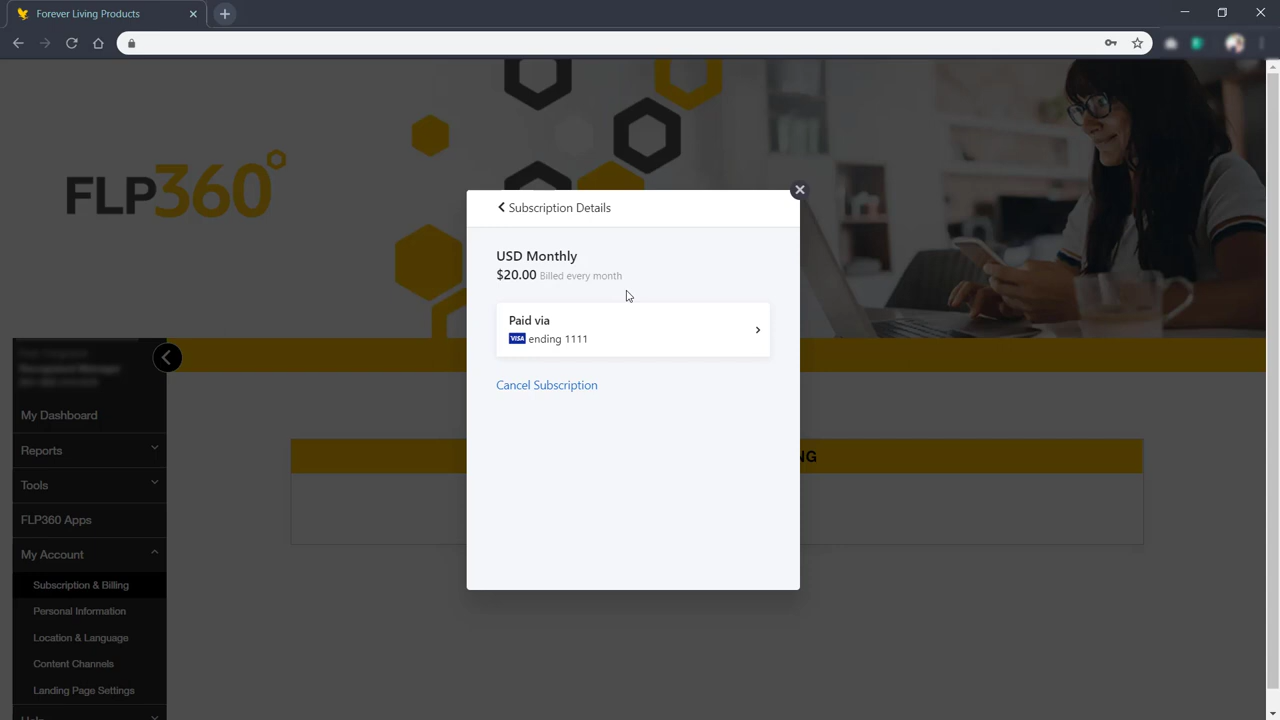 Forever Living Products
FLP360°
Subscription Details
USD Monthly
$20.00 Billed every month
Paid via
VISA ending 1111
Cancel Subscription
NG
My Dashboard
Reports
Tools
FLP360 Apps
My Account
Subscription & Billing
Personal Information
Location & Language
Content Channels
Landing Page Settings